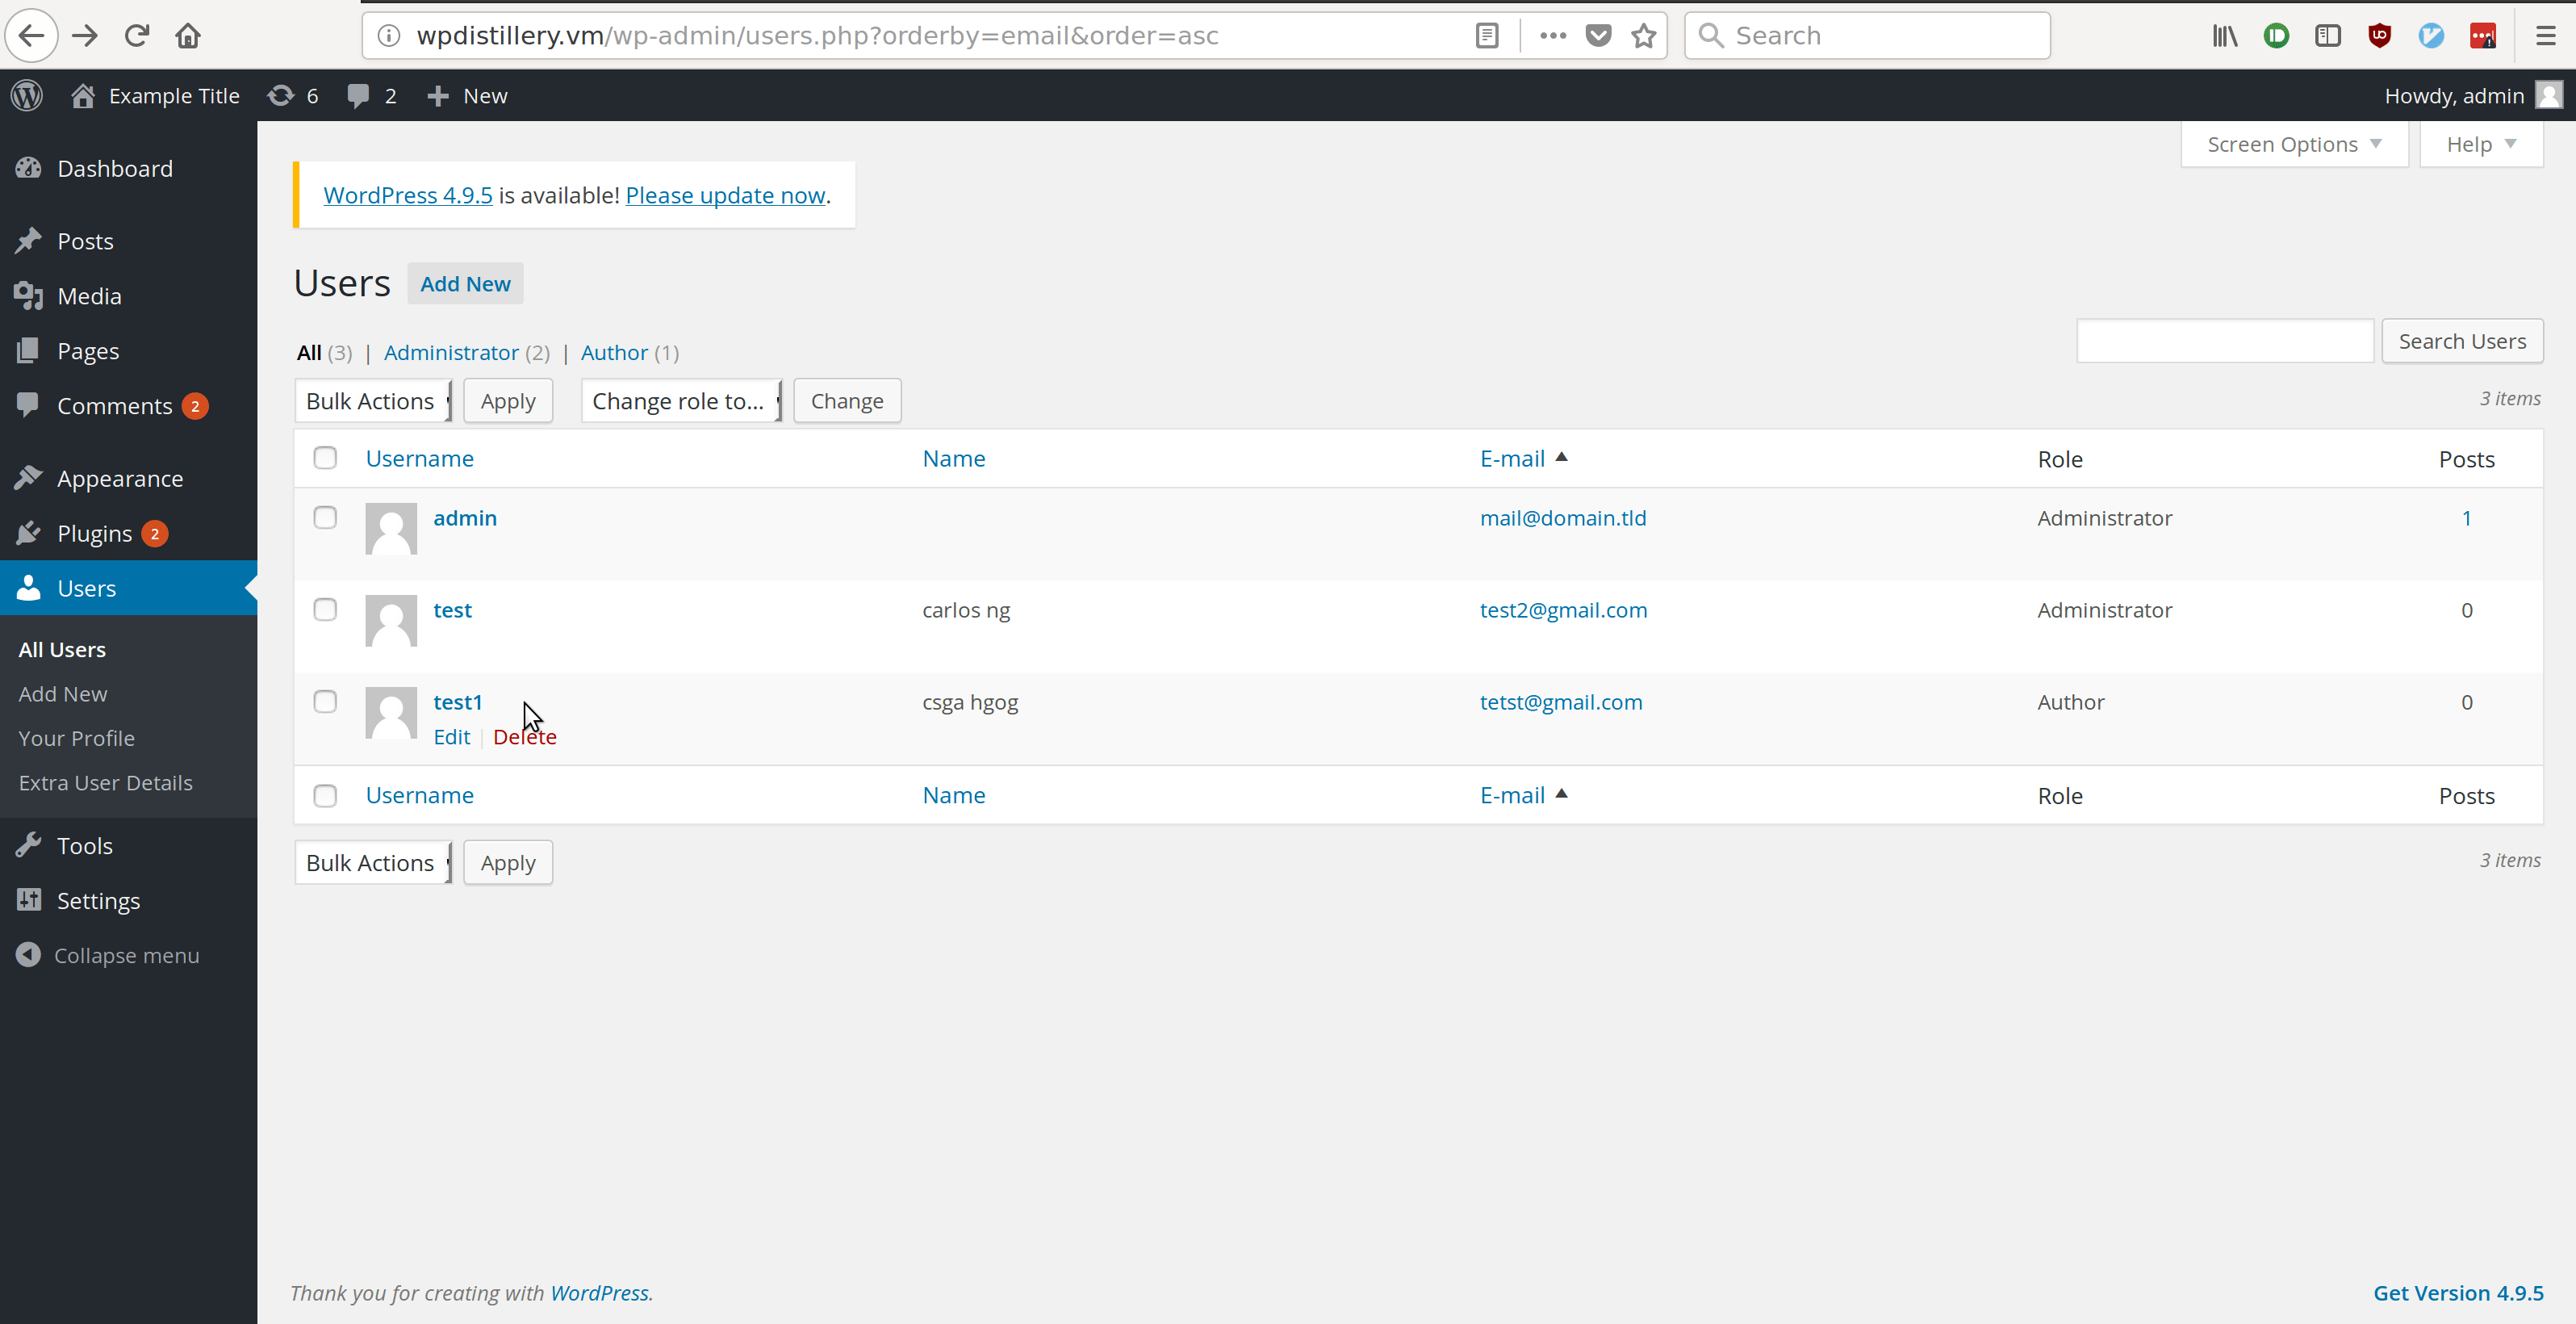 wpdistillery.vm/wp-admin/users.php?orderby=email&order=asc
Search
Example Title
6
2
New
Howdy, admin
Screen Options
Help
Dashboard
Posts
Media
Pages
Comments 2
Appearance
Plugins 2
Users
All Users
Add New
Your Profile
Extra User Details
Tools
Settings
Collapse menu
WordPress 4.9.5 is available! Please update now.
Users Add New
All (3) | Administrator (2) | Author (1)
Search Users
Bulk Actions Apply Change role to... Change
3 items
Username Name E-mail Role Posts
admin mail@domain.tld Administrator 1
test carlos ng test2@gmail.com Administrator 0
test1 csga hgog tetst@gmail.com Author 0
Edit | Delete
Username Name E-mail Role Posts
Bulk Actions Apply
3 items
Thank you for creating with WordPress.
Get Version 4.9.5